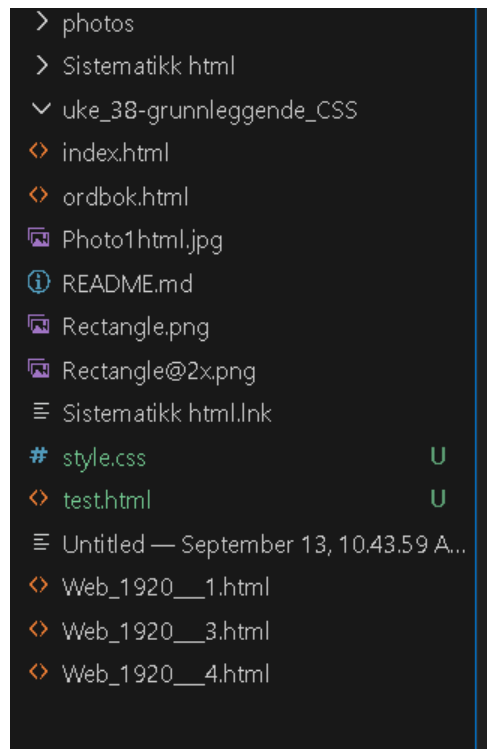 photos
Sistematikk html
uke_38-grunnleggende_CSS
index.html
ordbok.html
Photo1html.jpg
README.md
Rectangle.png
Rectangle@2x.png
Sistematikk html.lnk
# style.css U
test.html U
Untitled — September 13, 10.43.59 A...
Web_1920___1.html
Web_1920___3.html
Web_1920___4.html